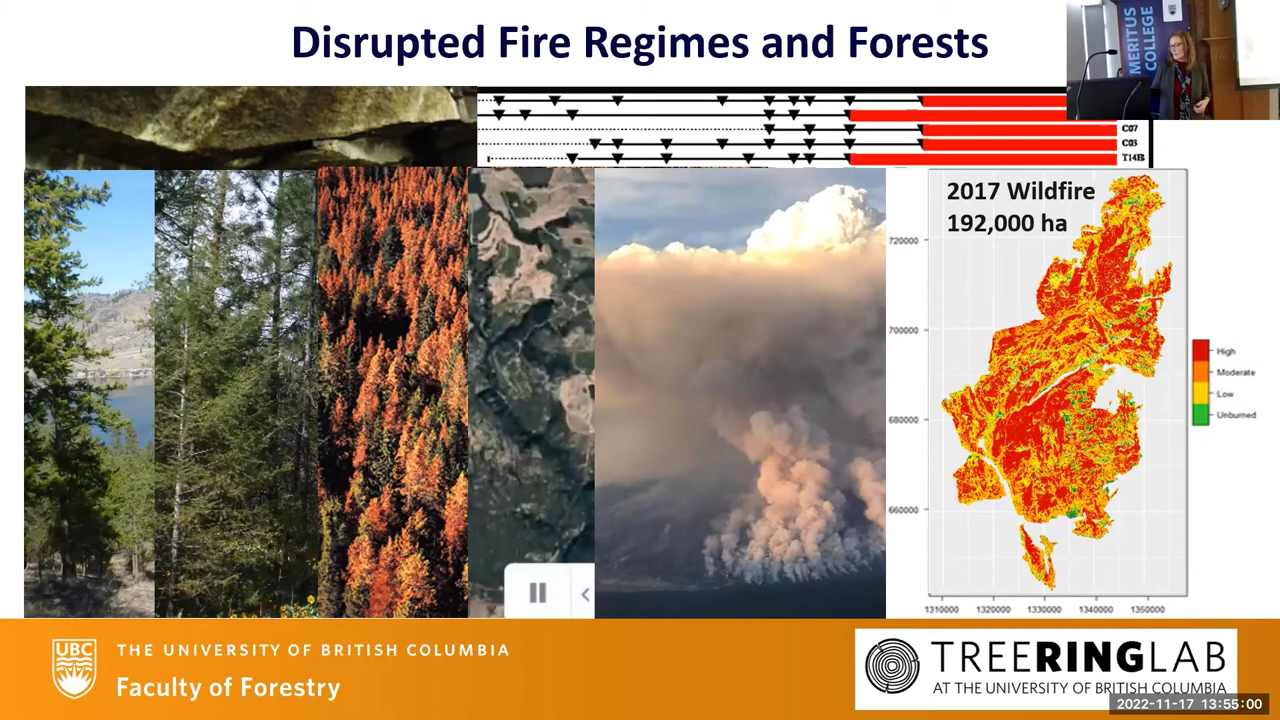 Disrupted Fire Regimes and Forests
MERITUS
COLLEGE
C07
C03
T14B
2017 Wildfire
192,000 ha
720000
700000
680000
660000
1310000
1320000
1330000
1340000
1350000
High
Moderate
Low
Unburned
UBC
THE UNIVERSITY OF BRITISH COLUMBIA
Faculty of Forestry
TREERINGLAB
AT THE UNIVERSITY OF BRITISH COLUMBIA
2022-11-17 13:55:00